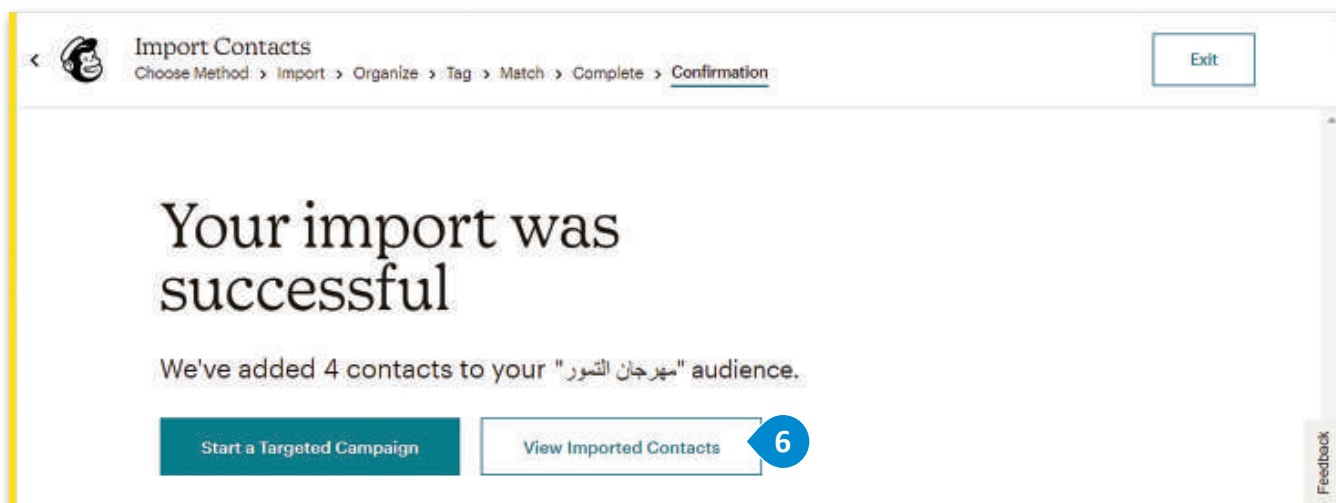 Import Contacts
Exit
Choose Method > Import > Organize > Tag > Match > Complete > Confirmation
Your import was
successful
We've added 4 contacts to your "مهرجان التمور" audience.
Start a Targeted Campaign
View Imported Contacts
6
Feedback